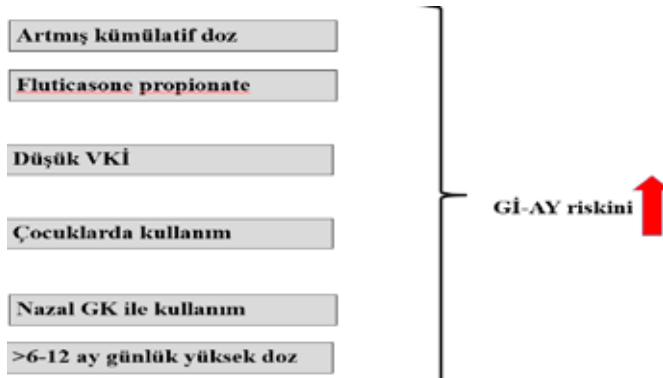 Artmış kümülatif doz
Fluticasone propionate
Düşük VKİ
Çocuklarda kullanım
Gİ-AY riskini
Nazal GK ile kullanım
>6-12 ay günlük yüksek doz